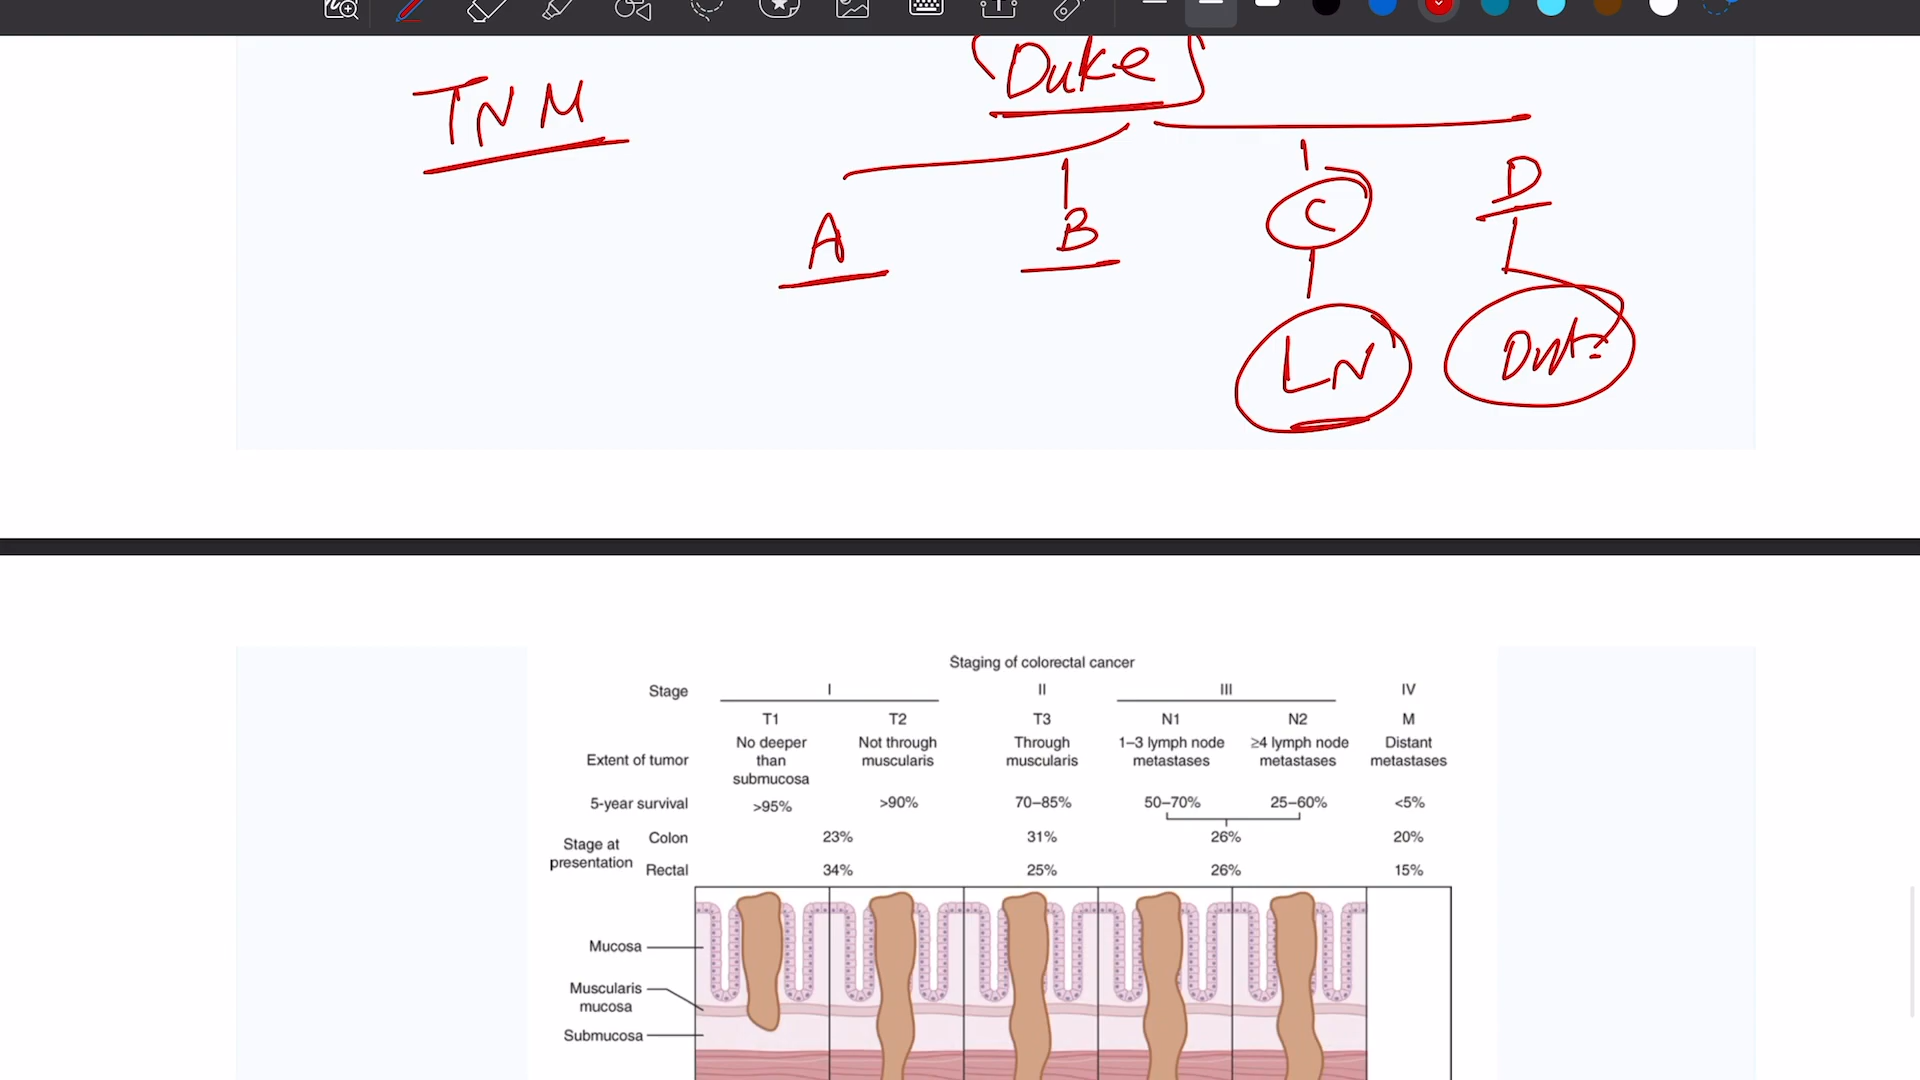 Duke
TNM
A B C D
LN
Staging of colorectal cancer
Stage I II III IV
T1 T2 T3 N1 N2 M
Extent of tumor
No deeper than submucosa
Not through muscularis
Through muscularis
1–3 lymph node metastases
≥4 lymph node metastases
Distant metastases
5-year survival >95% >90% 70–85% 50–70% 25–60% <5%
Stage at presentation
Colon 23% 31% 26% 20%
Rectal 34% 25% 26% 15%
Mucosa
Muscularis
mucosa
Submucosa